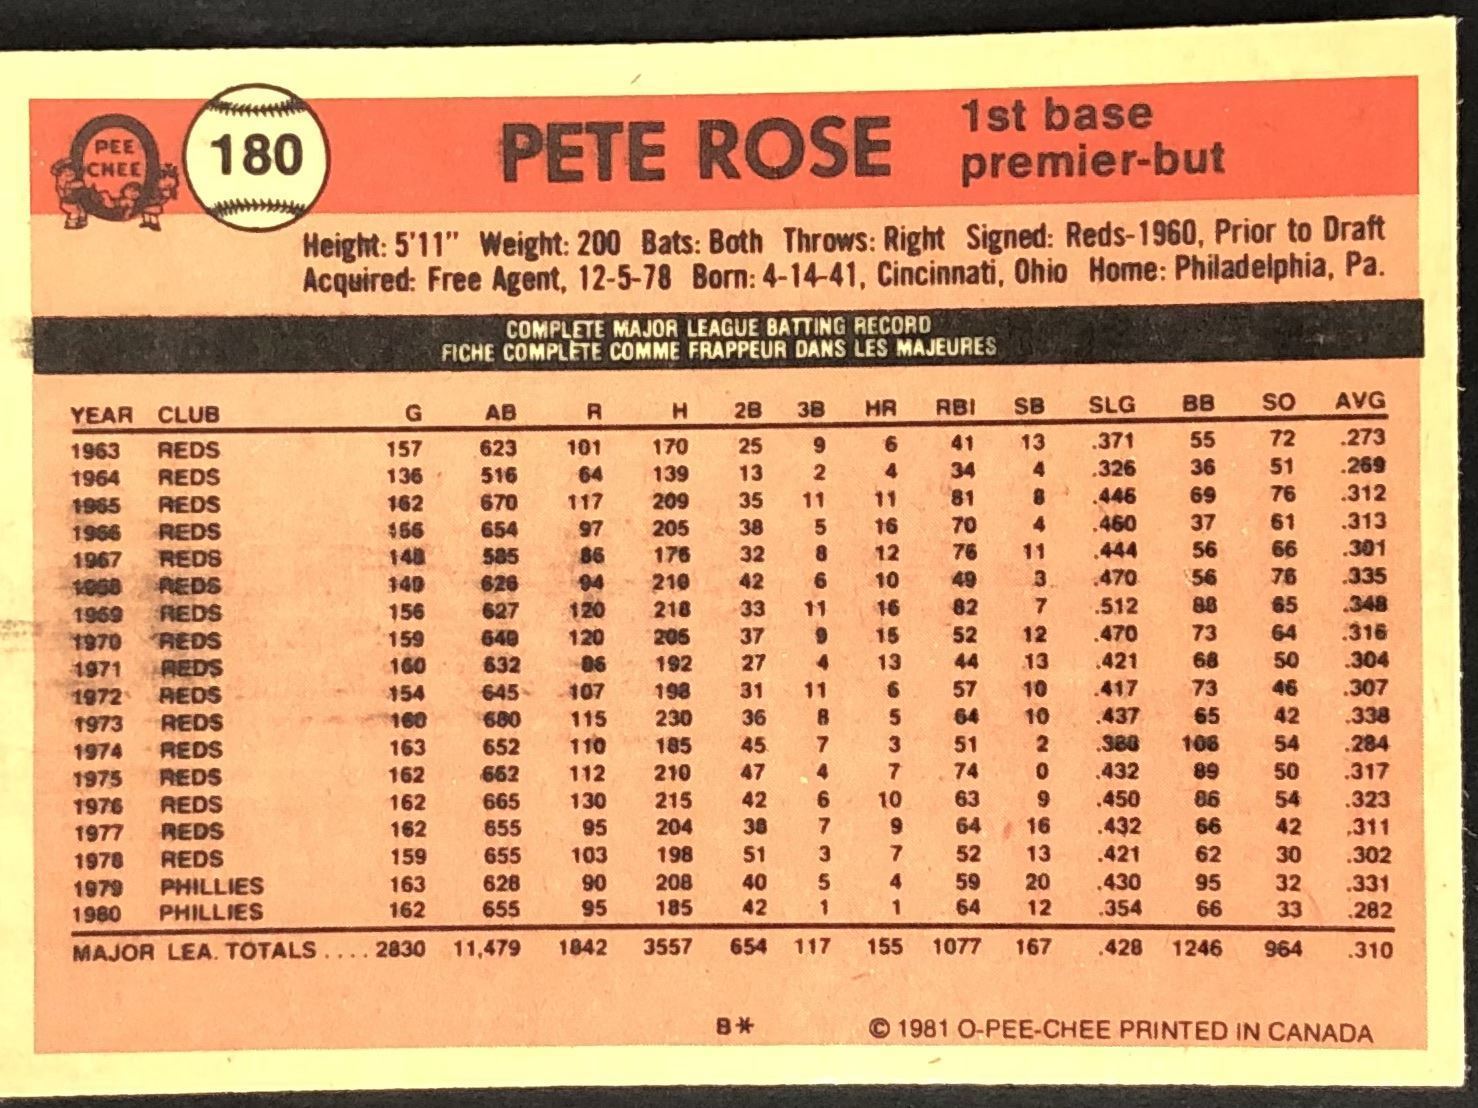 PEE
CHEE
180
PETE ROSE
1st base
premier-but
Height: 5'11" Weight: 200 Bats: Both Throws: Right Signed: Reds-1960, Prior to Draft
Acquired: Free Agent, 12-5-78 Born: 4-14-41, Cincinnati, Ohio Home: Philadelphia, Pa.
COMPLETE MAJOR LEAGUE BATTING RECORD
FICHE COMPLÈTE COMME FRAPPEUR DANS LES MAJEURES
YEAR CLUB G AB R H 2B 3B HR RBI SB SLG BB SO AVG
1963 REDS 157 623 101 170 25 9 6 41 13 .371 55 72 .273
1964 REDS 136 516 64 139 13 2 4 34 4 .326 36 51 .269
1965 REDS 162 670 117 209 35 11 11 81 8 .446 69 76 .312
1966 REDS 156 654 97 205 38 5 16 70 4 .460 37 61 .313
1967 REDS 148 585 86 176 32 8 12 76 11 .444 56 66 .301
1968 REDS 149 626 94 210 42 6 10 49 3 .470 56 76 .335
1969 REDS 156 627 120 218 33 11 16 82 7 .512 88 65 .348
1970 REDS 159 649 120 205 37 9 15 52 12 .470 73 64 .316
1971 REDS 160 632 86 192 27 4 13 44 13 .421 68 50 .304
1972 REDS 154 645 107 198 31 11 6 57 10 .417 73 46 .307
1973 REDS 160 680 115 230 36 8 5 64 10 .437 65 42 .338
1974 REDS 163 652 110 185 45 7 3 51 2 .388 106 54 .284
1975 REDS 162 662 112 210 47 4 7 74 0 .432 89 50 .317
1976 REDS 162 665 130 215 42 6 10 63 9 .450 86 54 .323
1977 REDS 162 655 95 204 38 7 9 64 16 .432 66 42 .311
1978 REDS 159 655 103 198 51 3 7 52 13 .421 62 30 .302
1979 PHILLIES 163 628 90 208 40 5 4 59 20 .430 95 32 .331
1980 PHILLIES 162 655 95 185 42 1 1 64 12 .354 66 33 .282
MAJOR LEA. TOTALS .... 2830 11,479 1842 3557 654 117 155 1077 167 .428 1246 964 .310
B* © 1981 O-PEE-CHEE PRINTED IN CANADA